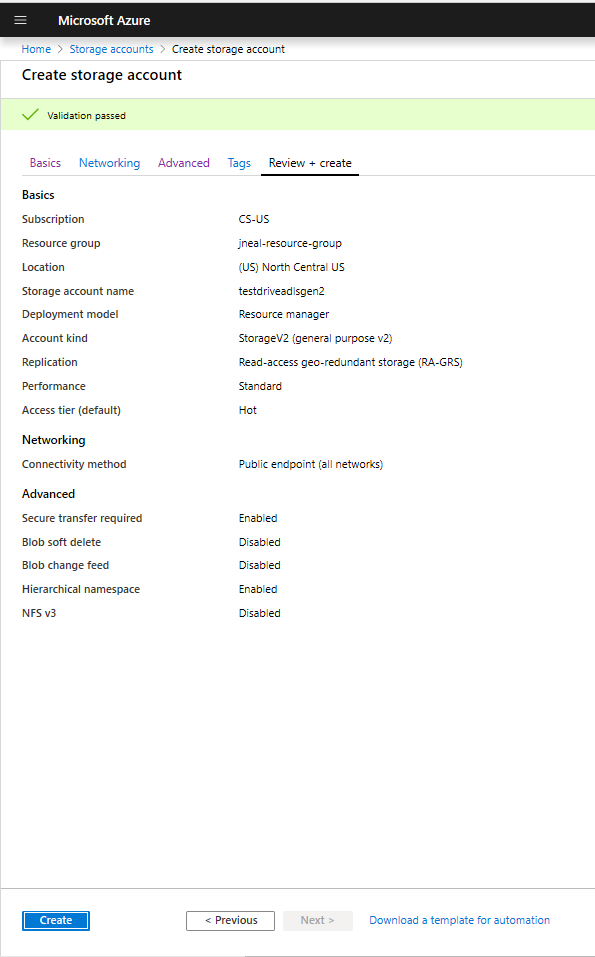 Microsoft Azure
Home > Storage accounts > Create storage account
Create storage account
Validation passed
Basics Networking Advanced Tags Review + create
Basics
Subscription CS-US
Resource group jneal-resource-group
Location (US) North Central US
Storage account name testdriveadlsgen2
Deployment model Resource manager
Account kind StorageV2 (general purpose v2)
Replication Read-access geo-redundant storage (RA-GRS)
Performance Standard
Access tier (default) Hot
Networking
Connectivity method Public endpoint (all networks)
Advanced
Secure transfer required Enabled
Blob soft delete Disabled
Blob change feed Disabled
Hierarchical namespace Enabled
NFS v3 Disabled
Create < Previous Next > Download a template for automation